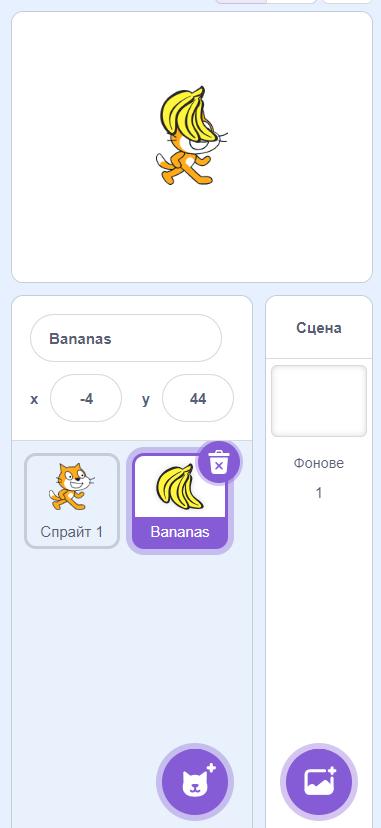 Bananas
Сцена
x -4 y 44
Спрайт 1
Bananas
Фонове
1